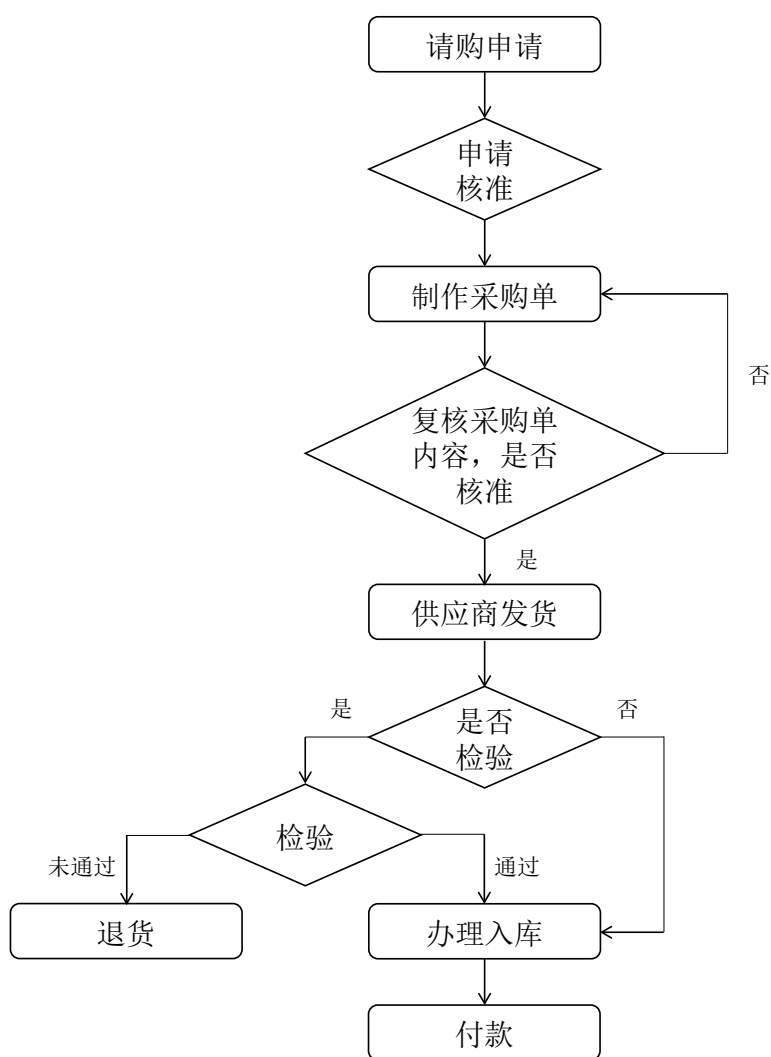 请购申请
申请
核准
制作采购单
否
复核采购单
内容，是否
核准
是
供应商发货
是
否
是否
检验
检验
未通过
通过
退货
办理入库
付款